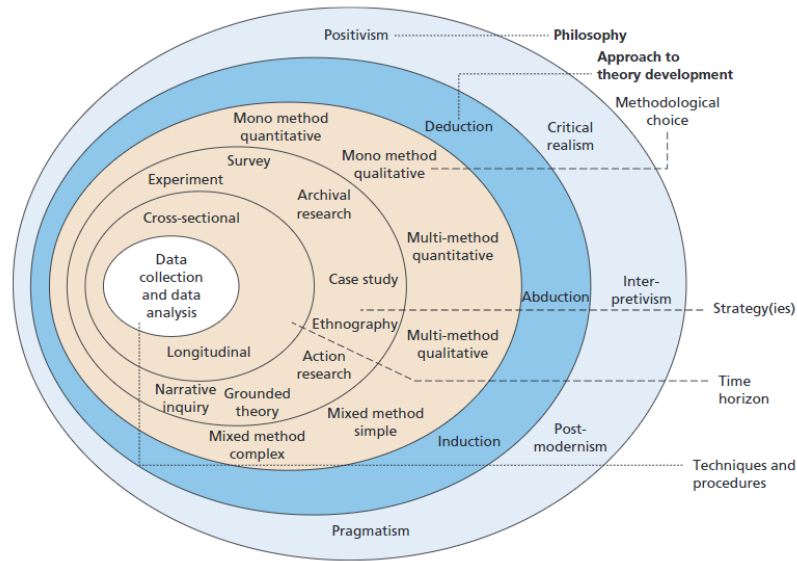 Positivism
Philosophy
Approach to
theory development
Methodological
choice
Mono method
quantitative
Deduction
Critical
realism
Survey
Mono method
qualitative
Experiment
Archival
research
Cross-sectional
Multi-method
quantitative
Data
collection
and data
analysis
Case study
Inter-
pretivism
Abduction
Strategy(ies)
Ethnography
Multi-method
qualitative
Longitudinal
Action
research
Time
horizon
Narrative
inquiry
Grounded
theory
Mixed method
simple
Post-
modernism
Mixed method
complex
Induction
Techniques and
procedures
Pragmatism